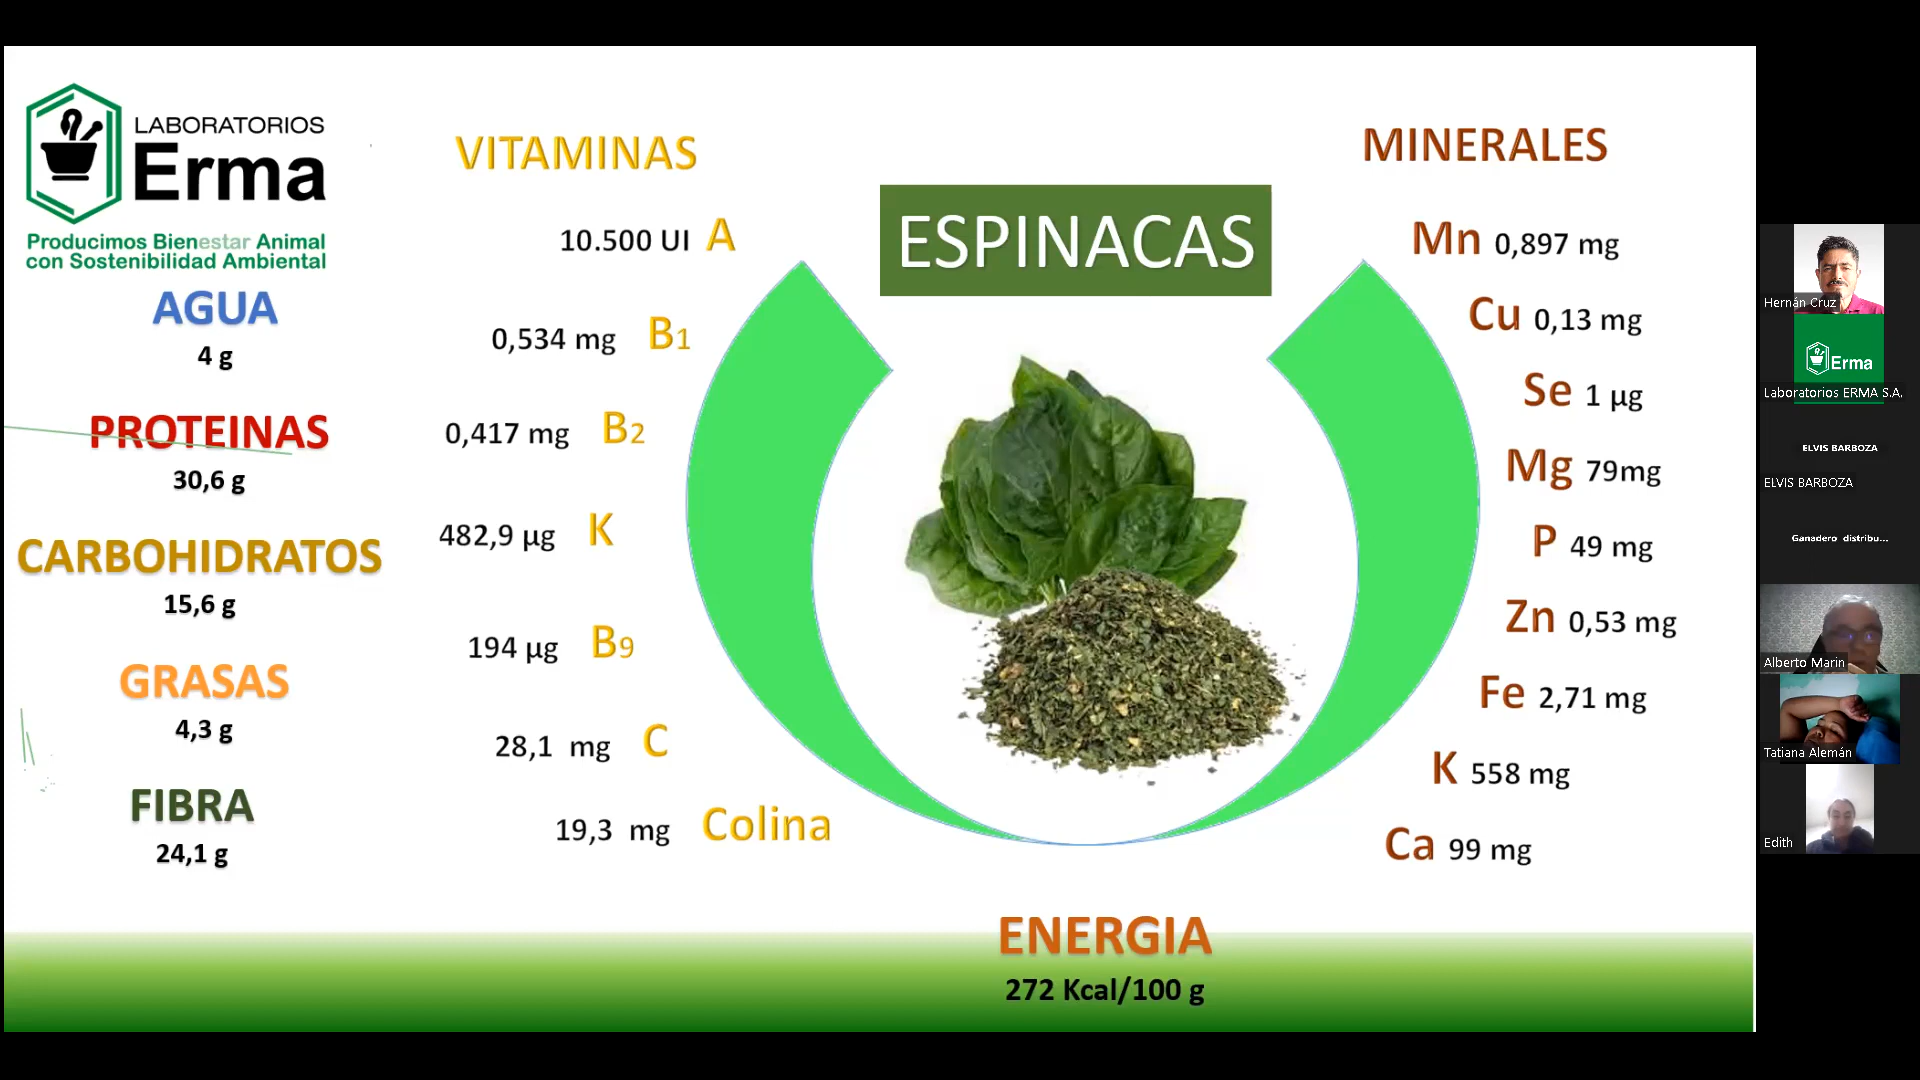 LABORATORIOS
Erma
Producimos Bienestar Animal
con Sostenibilidad Ambiental
AGUA
4 g
PROTEINAS
30,6 g
CARBOHIDRATOS
15,6 g
GRASAS
4,3 g
FIBRA
24,1 g
VITAMINAS
10.500 UI A
0,534 mg B1
0,417 mg B2
482,9 µg K
194 µg B9
28,1 mg C
19,3 mg Colina
ESPINACAS
MINERALES
Mn 0,897 mg
Cu 0,13 mg
Se 1 µg
Mg 79mg
P 49 mg
Zn 0,53 mg
Fe 2,71 mg
K 558 mg
Ca 99 mg
ENERGIA
272 Kcal/100 g
Hernán Cruz
Erma
Laboratorios ERMA S.A.
ELVIS BARBOZA
ELVIS BARBOZA
Ganadero distribu...
Alberto Marin
Tatiana Alemán
Edith